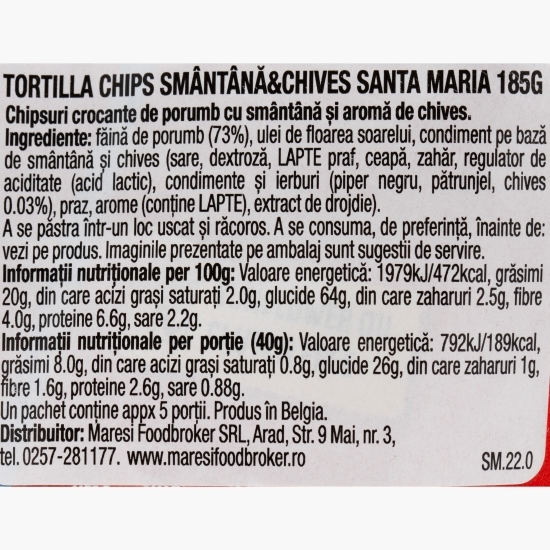 TORTILLA CHIPS SMÂNTÂNĂ&CHIVES SANTA MARIA 185G
Chipsuri crocante de porumb cu smântână și aromă de chives.
Ingrediente: făină de porumb (73%), ulei de floarea soarelui, condiment pe bază
de smântână și chives (sare, dextroză, LAPTE praf, ceapă, zahăr, regulator de
aciditate (acid lactic), condimente și ierburi (piper negru, pătrunjel, chives
0.03%), praz, arome (conține LAPTE), extract de drojdie).
A se păstra într-un loc uscat și răcoros. A se consuma, de preferință, înainte de:
vezi pe produs. Imaginile prezentate pe ambalaj sunt sugestii de servire.
Informații nutriționale per 100g: Valoare energetică: 1979kJ/472kcal, grăsimi
20g, din care acizi grași saturați 2.0g, glucide 64g, din care zaharuri 2.5g, fibre
4.0g, proteine 6.6g, sare 2.2g.
Informații nutriționale per portie (40g): Valoare energetică: 792kJ/189kcal,
grăsimi 8.0g, din care acizi grași saturați 0.8g, glucide 26g, din care zaharuri 1g,
fibre 1.6g, proteine 2.6g, sare 0.88g.
Un pachet conține appx 5 porții. Produs în Belgia.
Distribuitor: Maresi Foodbroker SRL, Arad, Str. 9 Mai, nr. 3,
tel. 0257-281177. www.maresifoodbroker.ro
SM.22.0